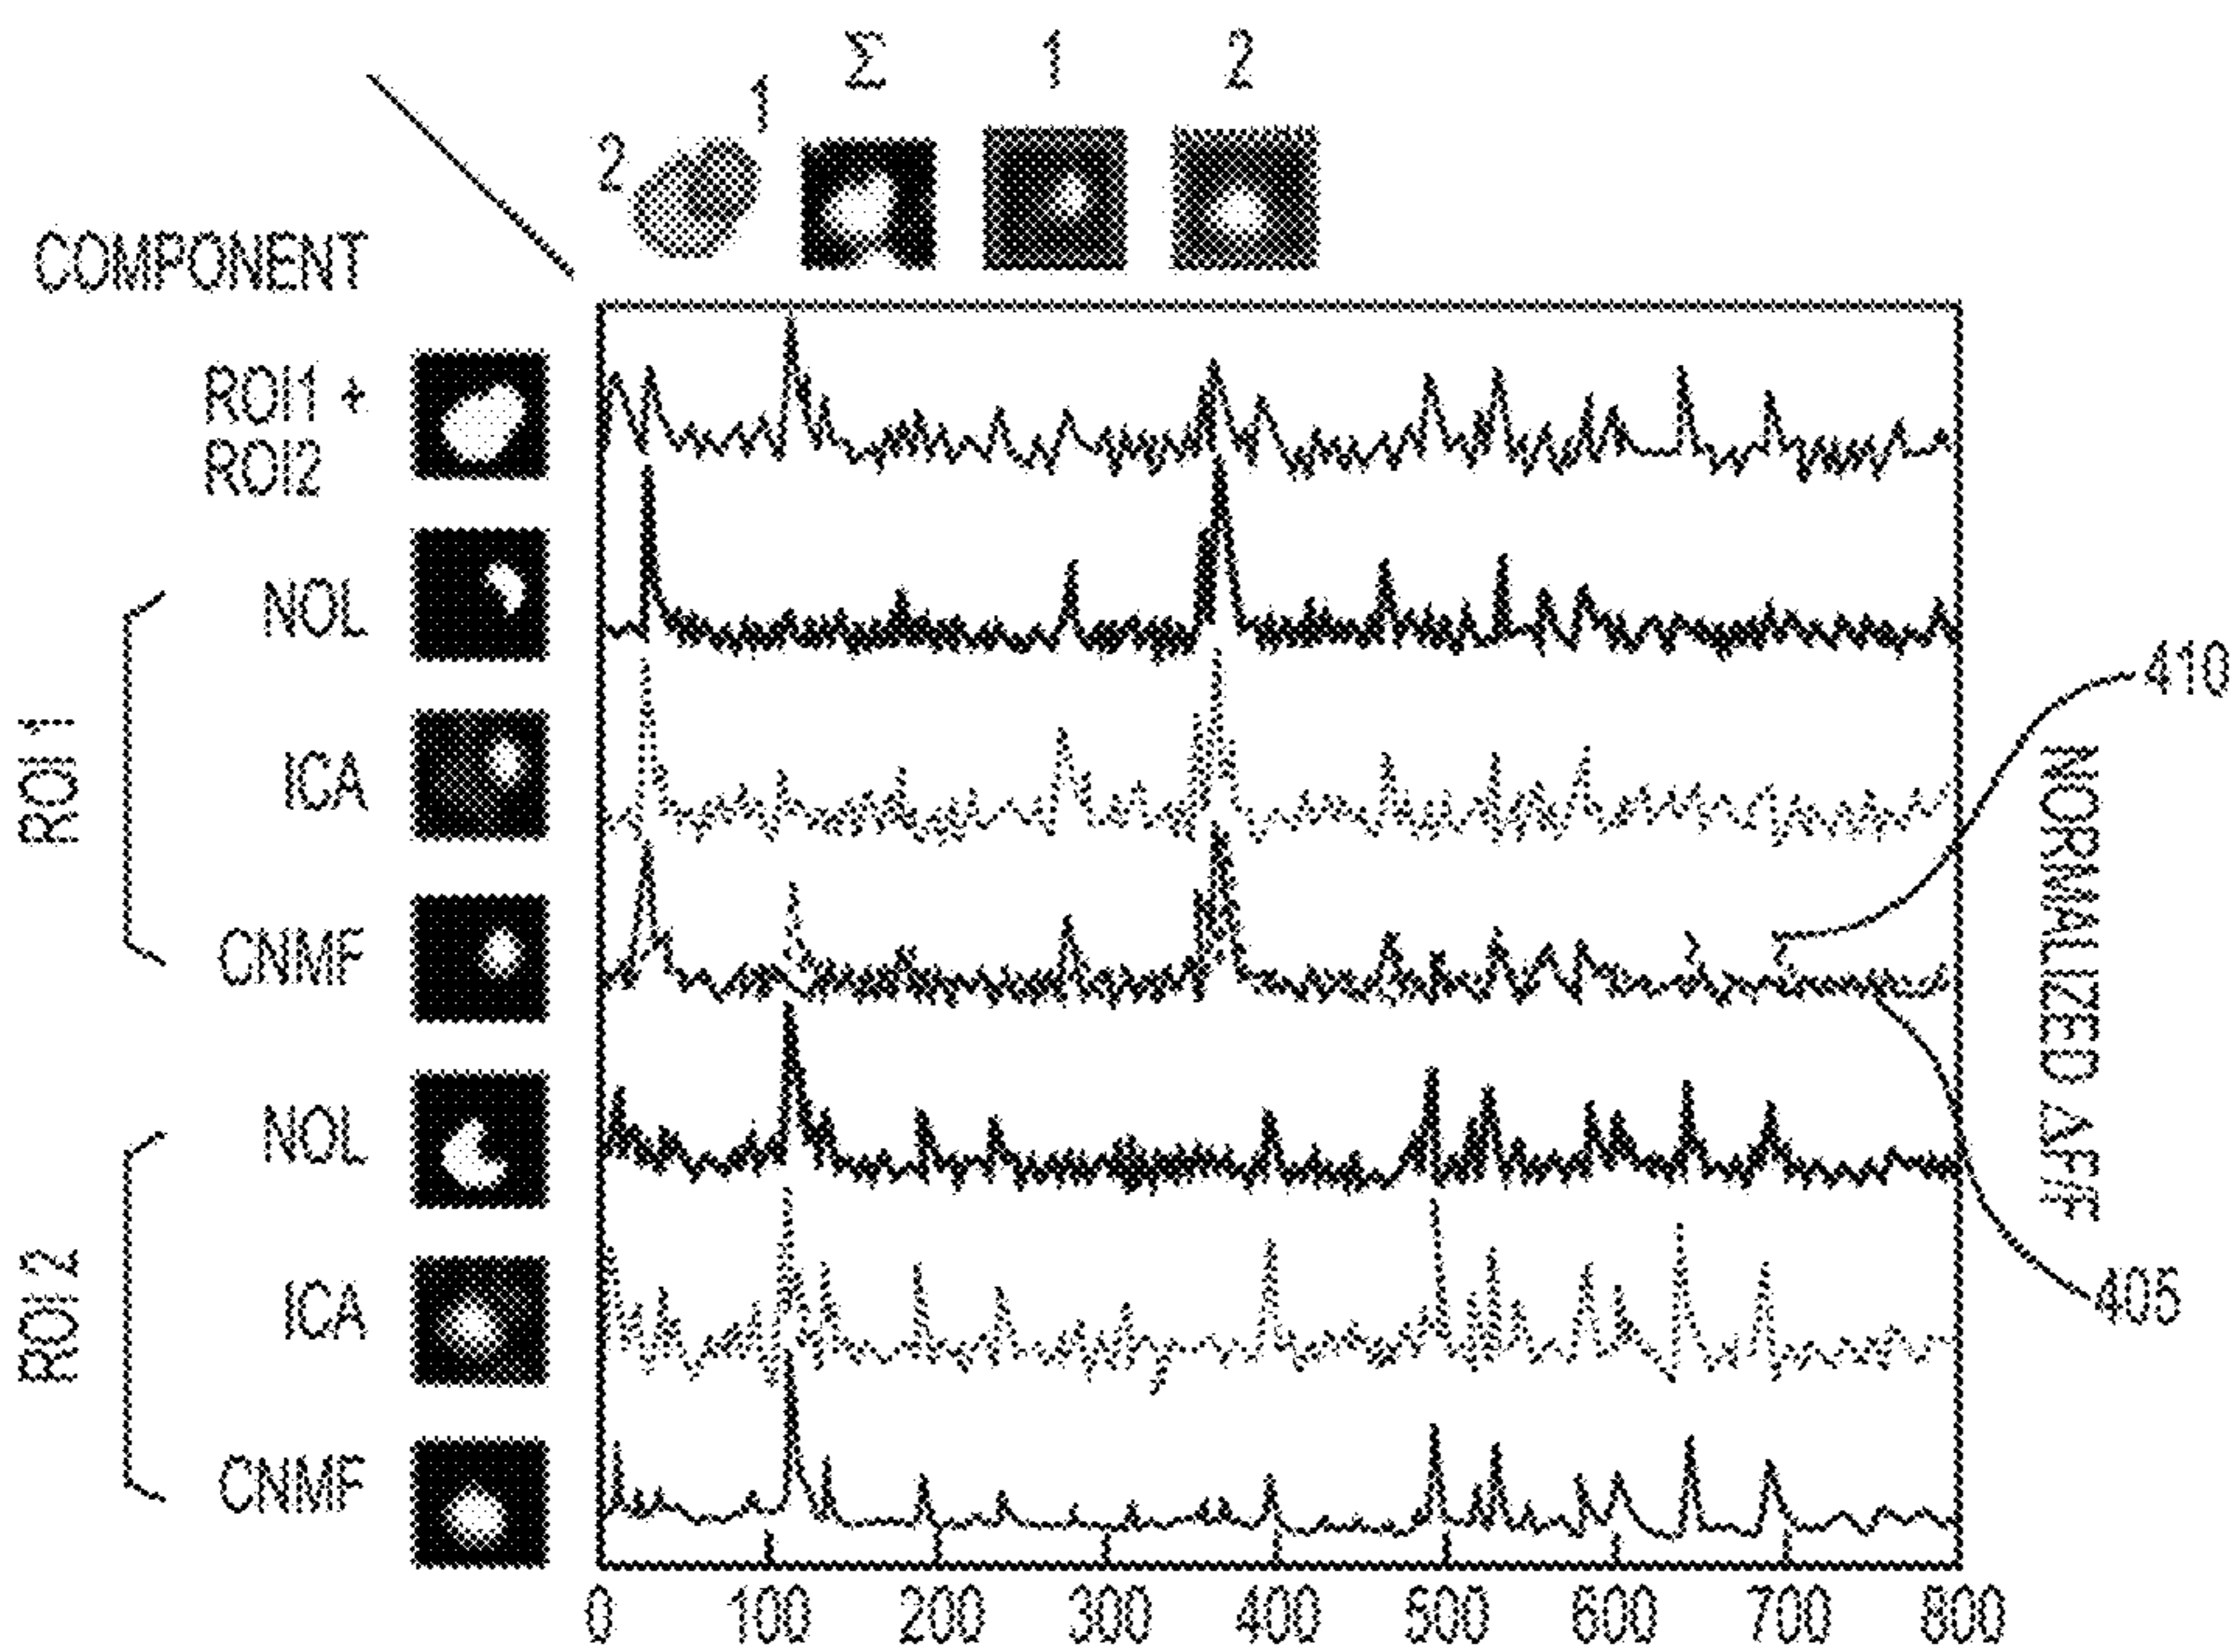 Σ 1 2
1
2
COMPONENT
ROI1 +
ROI2
ROI 1
NOL
ICA
CNMF
ROI 2
NOL
ICA
CNMF
410
NORMALIZED ΔF/F
405
0 100 200 300 400 500 600 700 800